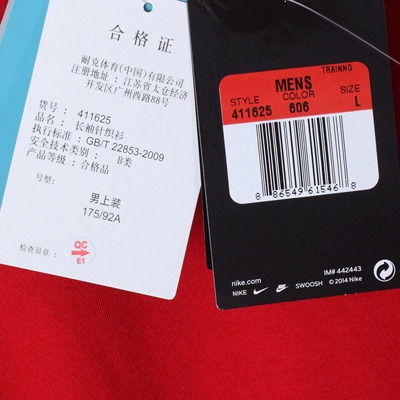 合格证
耐克体育(中国)有限公司
注册地址: 江苏省太仓经济
开发区广州西路88号
货号: 411625
品名: 长袖针织衫
执行标准: GB/T 22853-2009
安全技术类别: B类
产品等级: 合格品
号型:
男上装
175/92A
检查员章:
QC
E1
TRAINNG
MENS
STYLE COLOR SIZE
411625 606 L
8 86549 61546 8
nike.com IM# 442443
NIKE SWOOSH © 2014 Nike, Inc.